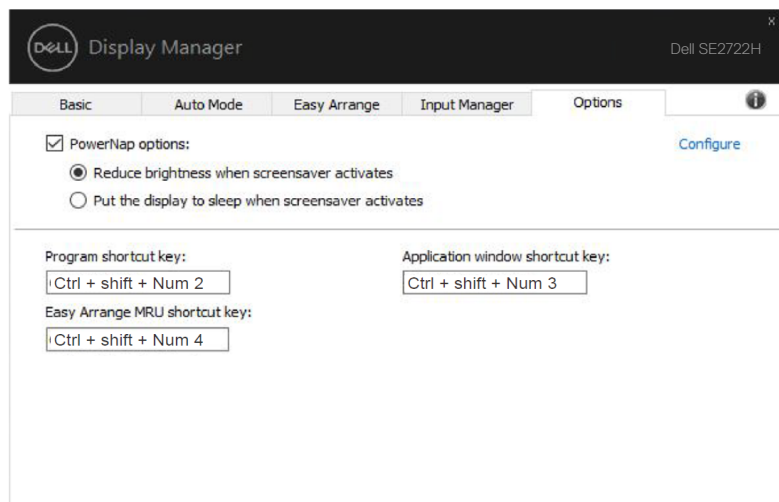 DELL Display Manager
x
Dell SE2722H
Basic Auto Mode Easy Arrange Input Manager Options
PowerNap options: Configure
Reduce brightness when screensaver activates
Put the display to sleep when screensaver activates
Program shortcut key: Application window shortcut key:
Ctrl + shift + Num 2 Ctrl + shift + Num 3
Easy Arrange MRU shortcut key:
Ctrl + shift + Num 4